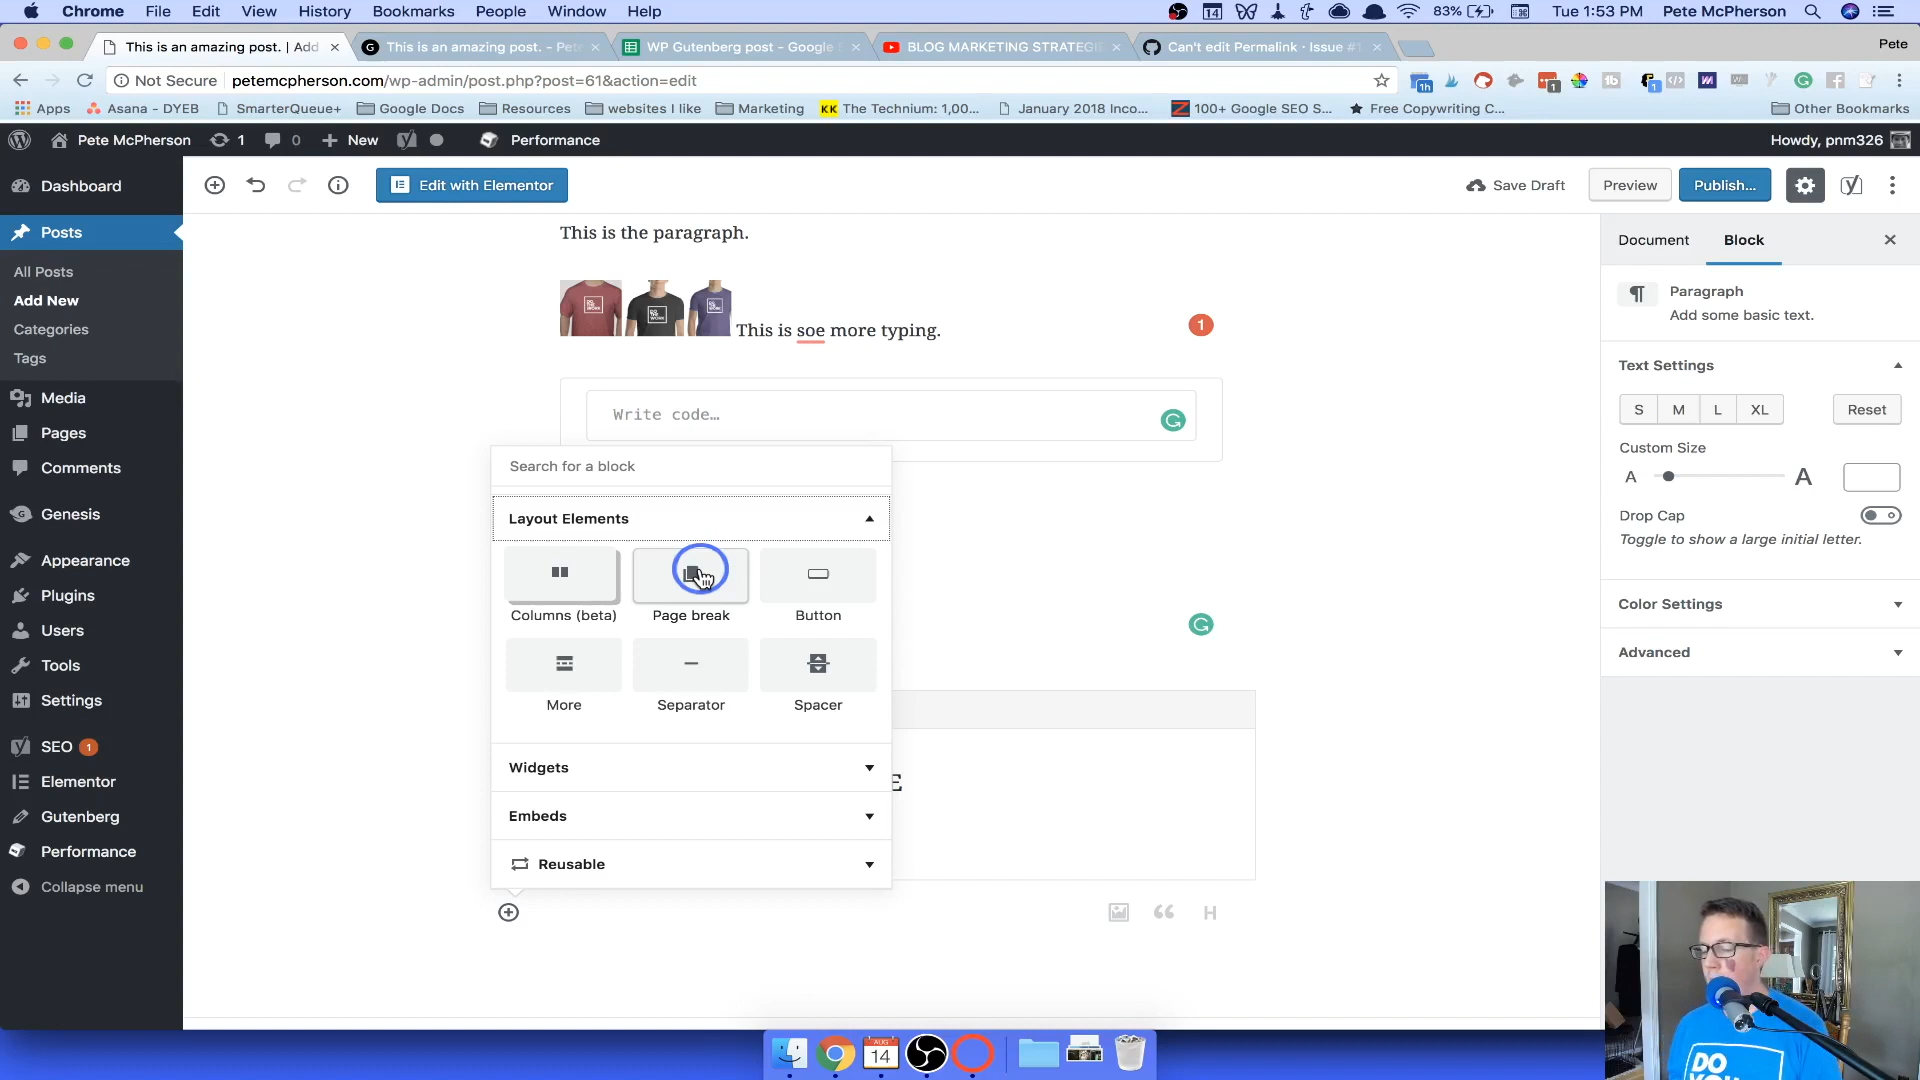 Chrome File Edit View History Bookmarks People Window Help
14 83% Tue 1:53 PM Pete McPherson
This is an amazing post. | Add
This is an amazing post. - Pete
WP Gutenberg post - Google
BLOG MARKETING STRATEGI
Can't edit Permalink · Issue #1
Pete
Not Secure petemcpherson.com/wp-admin/post.php?post=61&action=edit
Apps Asana - DYEB SmarterQueue+ Google Docs Resources websites I like Marketing KK The Technium: 1,00... January 2018 Inco... 100+ Google SEO S... Free Copywriting C... Other Bookmarks
Pete McPherson 1 0 New Performance Howdy, pnm326
Dashboard
Posts
All Posts
Add New
Categories
Tags
Media
Pages
Comments
Genesis
Appearance
Plugins
Users
Tools
Settings
SEO 1
Elementor
Gutenberg
Performance
Collapse menu
Edit with Elementor
Save Draft Preview Publish...
This is the paragraph.
This is soe more typing.
1
Write code…
Search for a block
Layout Elements
Columns (beta) Page break Button
More Separator Spacer
Widgets
Embeds
Reusable
E
H
Document Block
Paragraph
Add some basic text.
Text Settings
S M L XL Reset
Custom Size
A A
Drop Cap
Toggle to show a large initial letter.
Color Settings
Advanced
AUG
14
DO
YOU